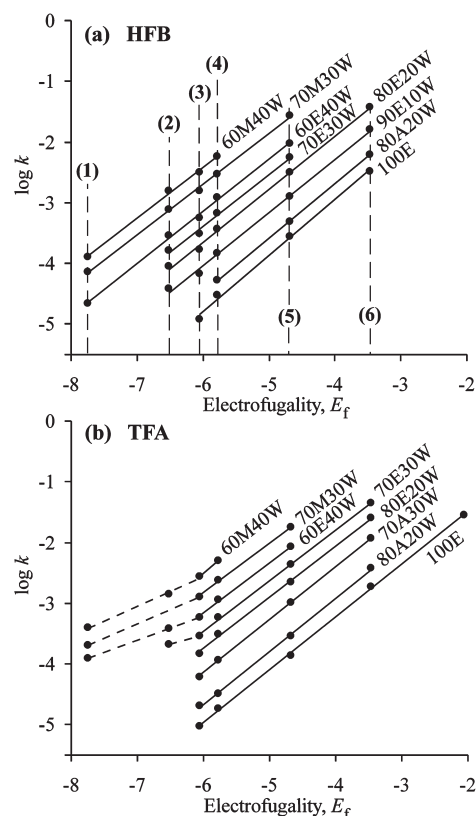 (a) HFB
0
-1
-2
-3
-4
-5
log k
(1)
(2)
(3)
(4)
(5)
(6)
60M40W
70M30W
60E40W
70E30W
80E20W
90E10W
80A20W
100E
-8 -7 -6 -5 -4 -3 -2
Electrofugality, Ef
(b) TFA
0
-1
-2
-3
-4
-5
log k
60M40W
70M30W
60E40W
70E30W
80E20W
70A30W
80A20W
100E
-8 -7 -6 -5 -4 -3 -2
Electrofugality, Ef